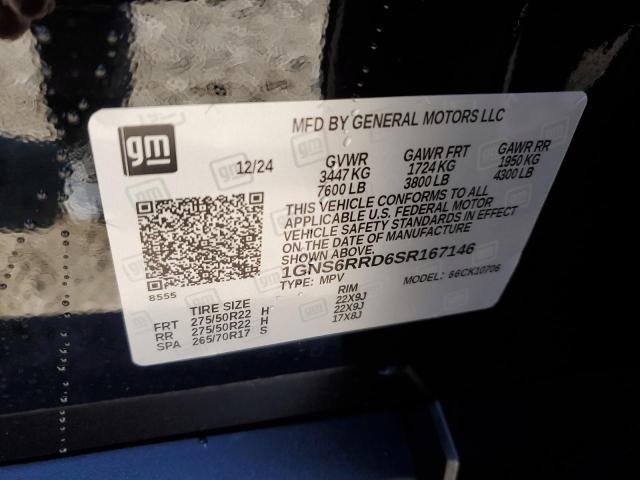 gm
MFD BY GENERAL MOTORS LLC
12/24
GVWR GAWR FRT GAWR RR
3447 KG 1724 KG 1950 KG
7600 LB 3800 LB 4300 LB
THIS VEHICLE CONFORMS TO ALL
APPLICABLE U.S. FEDERAL MOTOR
VEHICLE SAFETY STANDARDS IN EFFECT
ON THE DATE OF MANUFACTURE
SHOWN ABOVE.
1GNS6RRD6SR167146
TYPE: MPV MODEL: 66CK10706
8555
TIRE SIZE RIM
FRT 275/50R22 H 22X9J
RR 275/50R22 H 22X9J
SPA 265/70R17 S 17X8J